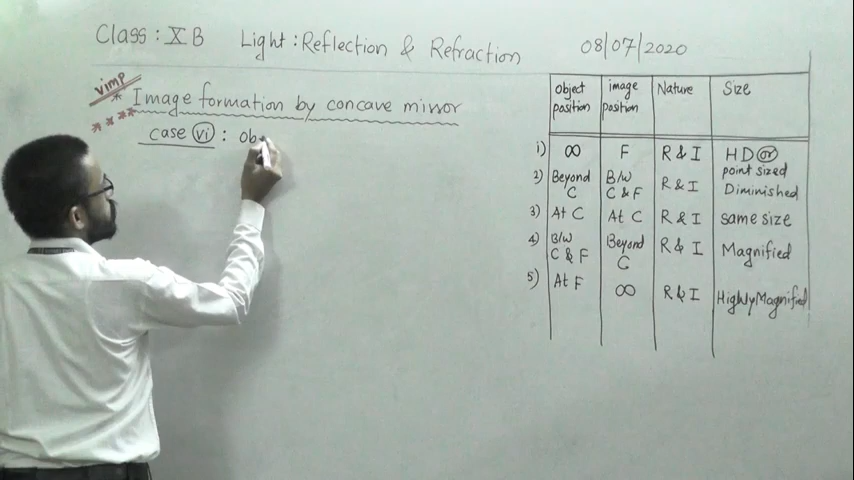 Class : X B Light : Reflection & Refraction 08/07/2020
VIMP
Image formation by concave mirror
case (vi) : ob
object position | image position | Nature | Size
1) ∞ | F | R & I | HD or point sized
2) Beyond C | B/w C & F | R & I | Diminished
3) At C | At C | R & I | same size
4) B/w C & F | Beyond C | R & I | Magnified
5) At F | ∞ | R & I | Highly Magnified